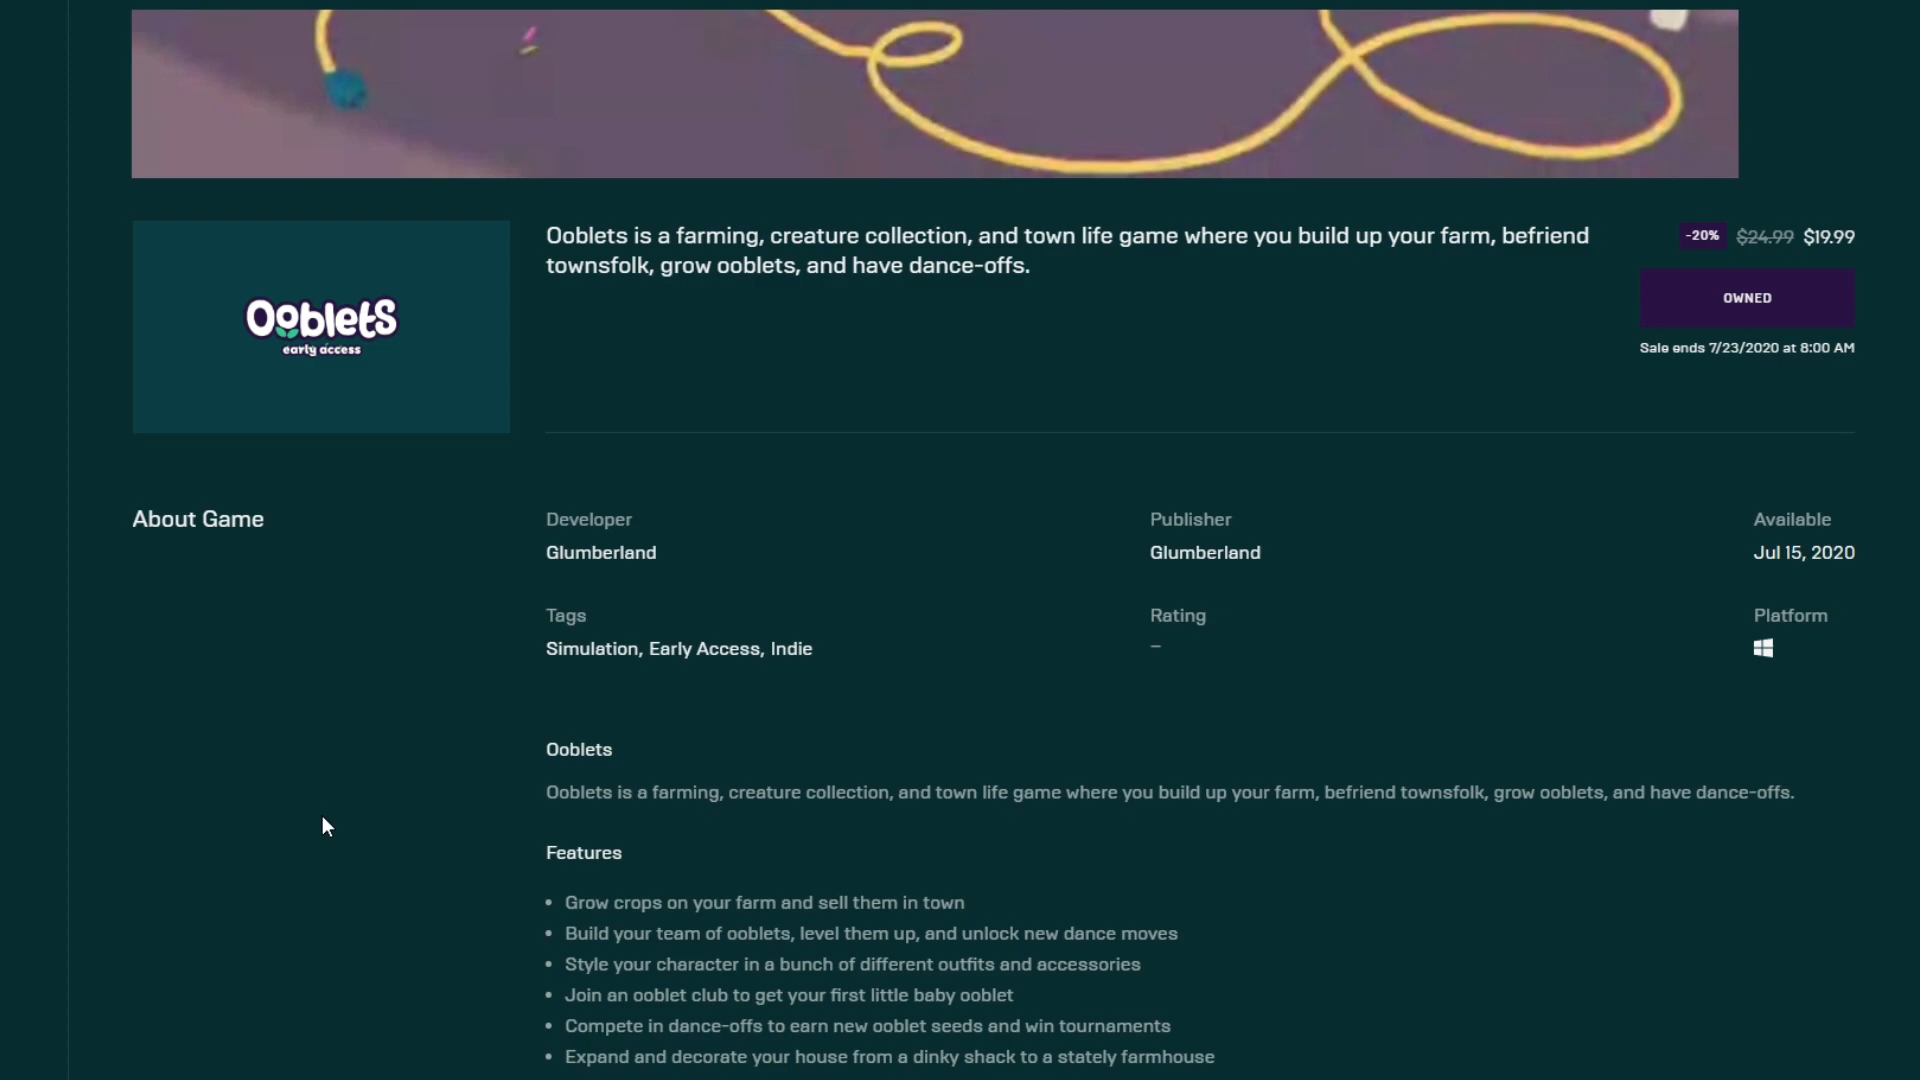 Ooblets
early access
Ooblets is a farming, creature collection, and town life game where you build up your farm, befriend
townsfolk, grow ooblets, and have dance-offs.
-20% $24.99 $19.99
OWNED
Sale ends 7/23/2020 at 8:00 AM
About Game
Developer
Glumberland
Publisher
Glumberland
Available
Jul 15, 2020
Tags
Simulation, Early Access, Indie
Rating
–
Platform
Ooblets
Ooblets is a farming, creature collection, and town life game where you build up your farm, befriend townsfolk, grow ooblets, and have dance-offs.
Features
• Grow crops on your farm and sell them in town
• Build your team of ooblets, level them up, and unlock new dance moves
• Style your character in a bunch of different outfits and accessories
• Join an ooblet club to get your first little baby ooblet
• Compete in dance-offs to earn new ooblet seeds and win tournaments
• Expand and decorate your house from a dinky shack to a stately farmhouse